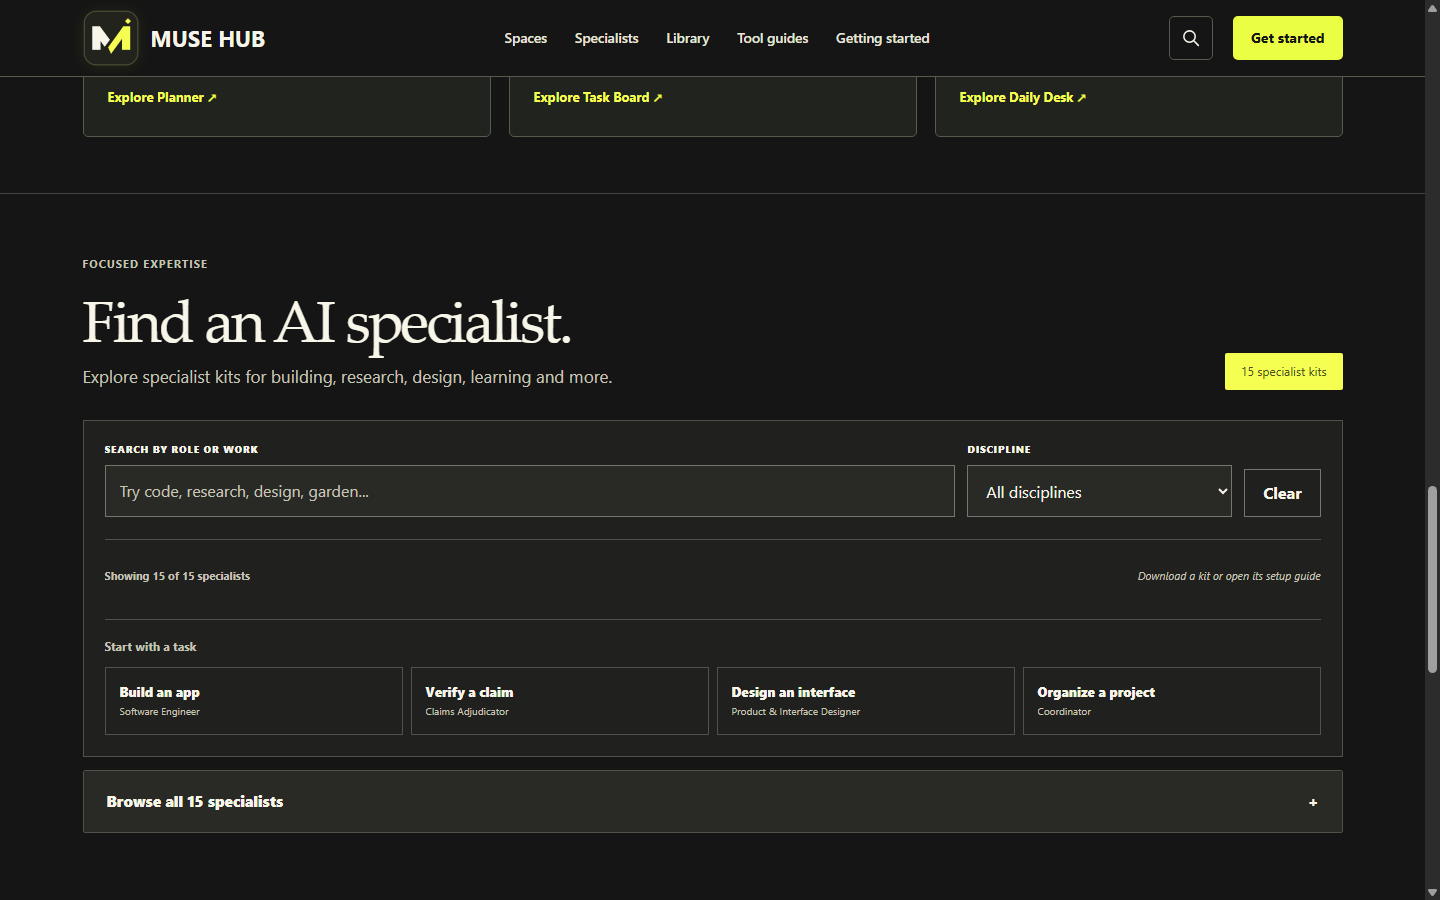 MUSE HUB
Spaces
Specialists
Library
Tool guides
Getting started
Get started
Explore Planner ↗
Explore Task Board ↗
Explore Daily Desk ↗
FOCUSED EXPERTISE
Find an AI specialist.
Explore specialist kits for building, research, design, learning and more.
15 specialist kits
SEARCH BY ROLE OR WORK
DISCIPLINE
Try code, research, design, garden...
All disciplines
Clear
Showing 15 of 15 specialists
Download a kit or open its setup guide
Start with a task
Build an app
Software Engineer
Verify a claim
Claims Adjudicator
Design an interface
Product & Interface Designer
Organize a project
Coordinator
Browse all 15 specialists
+